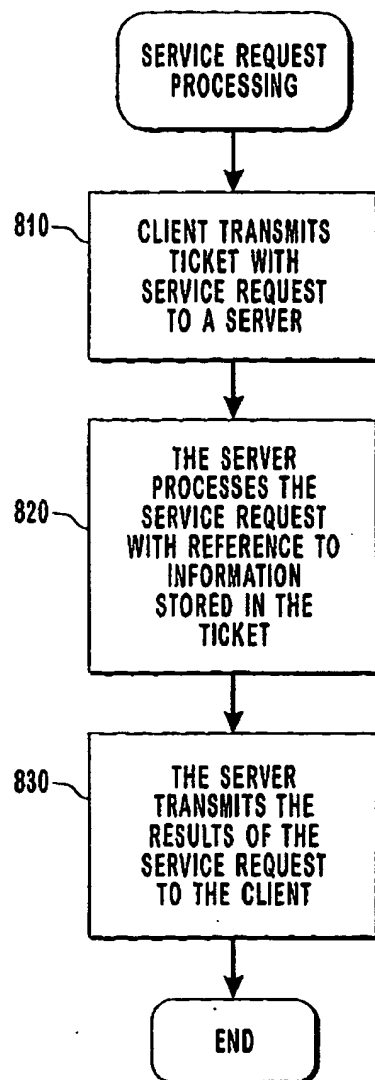 SERVICE REQUEST
PROCESSING
810
CLIENT TRANSMITS
TICKET WITH
SERVICE REQUEST
TO A SERVER
820
THE SERVER
PROCESSES THE
SERVICE REQUEST
WITH REFERENCE TO
INFORMATION
STORED IN THE
TICKET
830
THE SERVER
TRANSMITS THE
RESULTS OF THE
SERVICE REQUEST
TO THE CLIENT
END